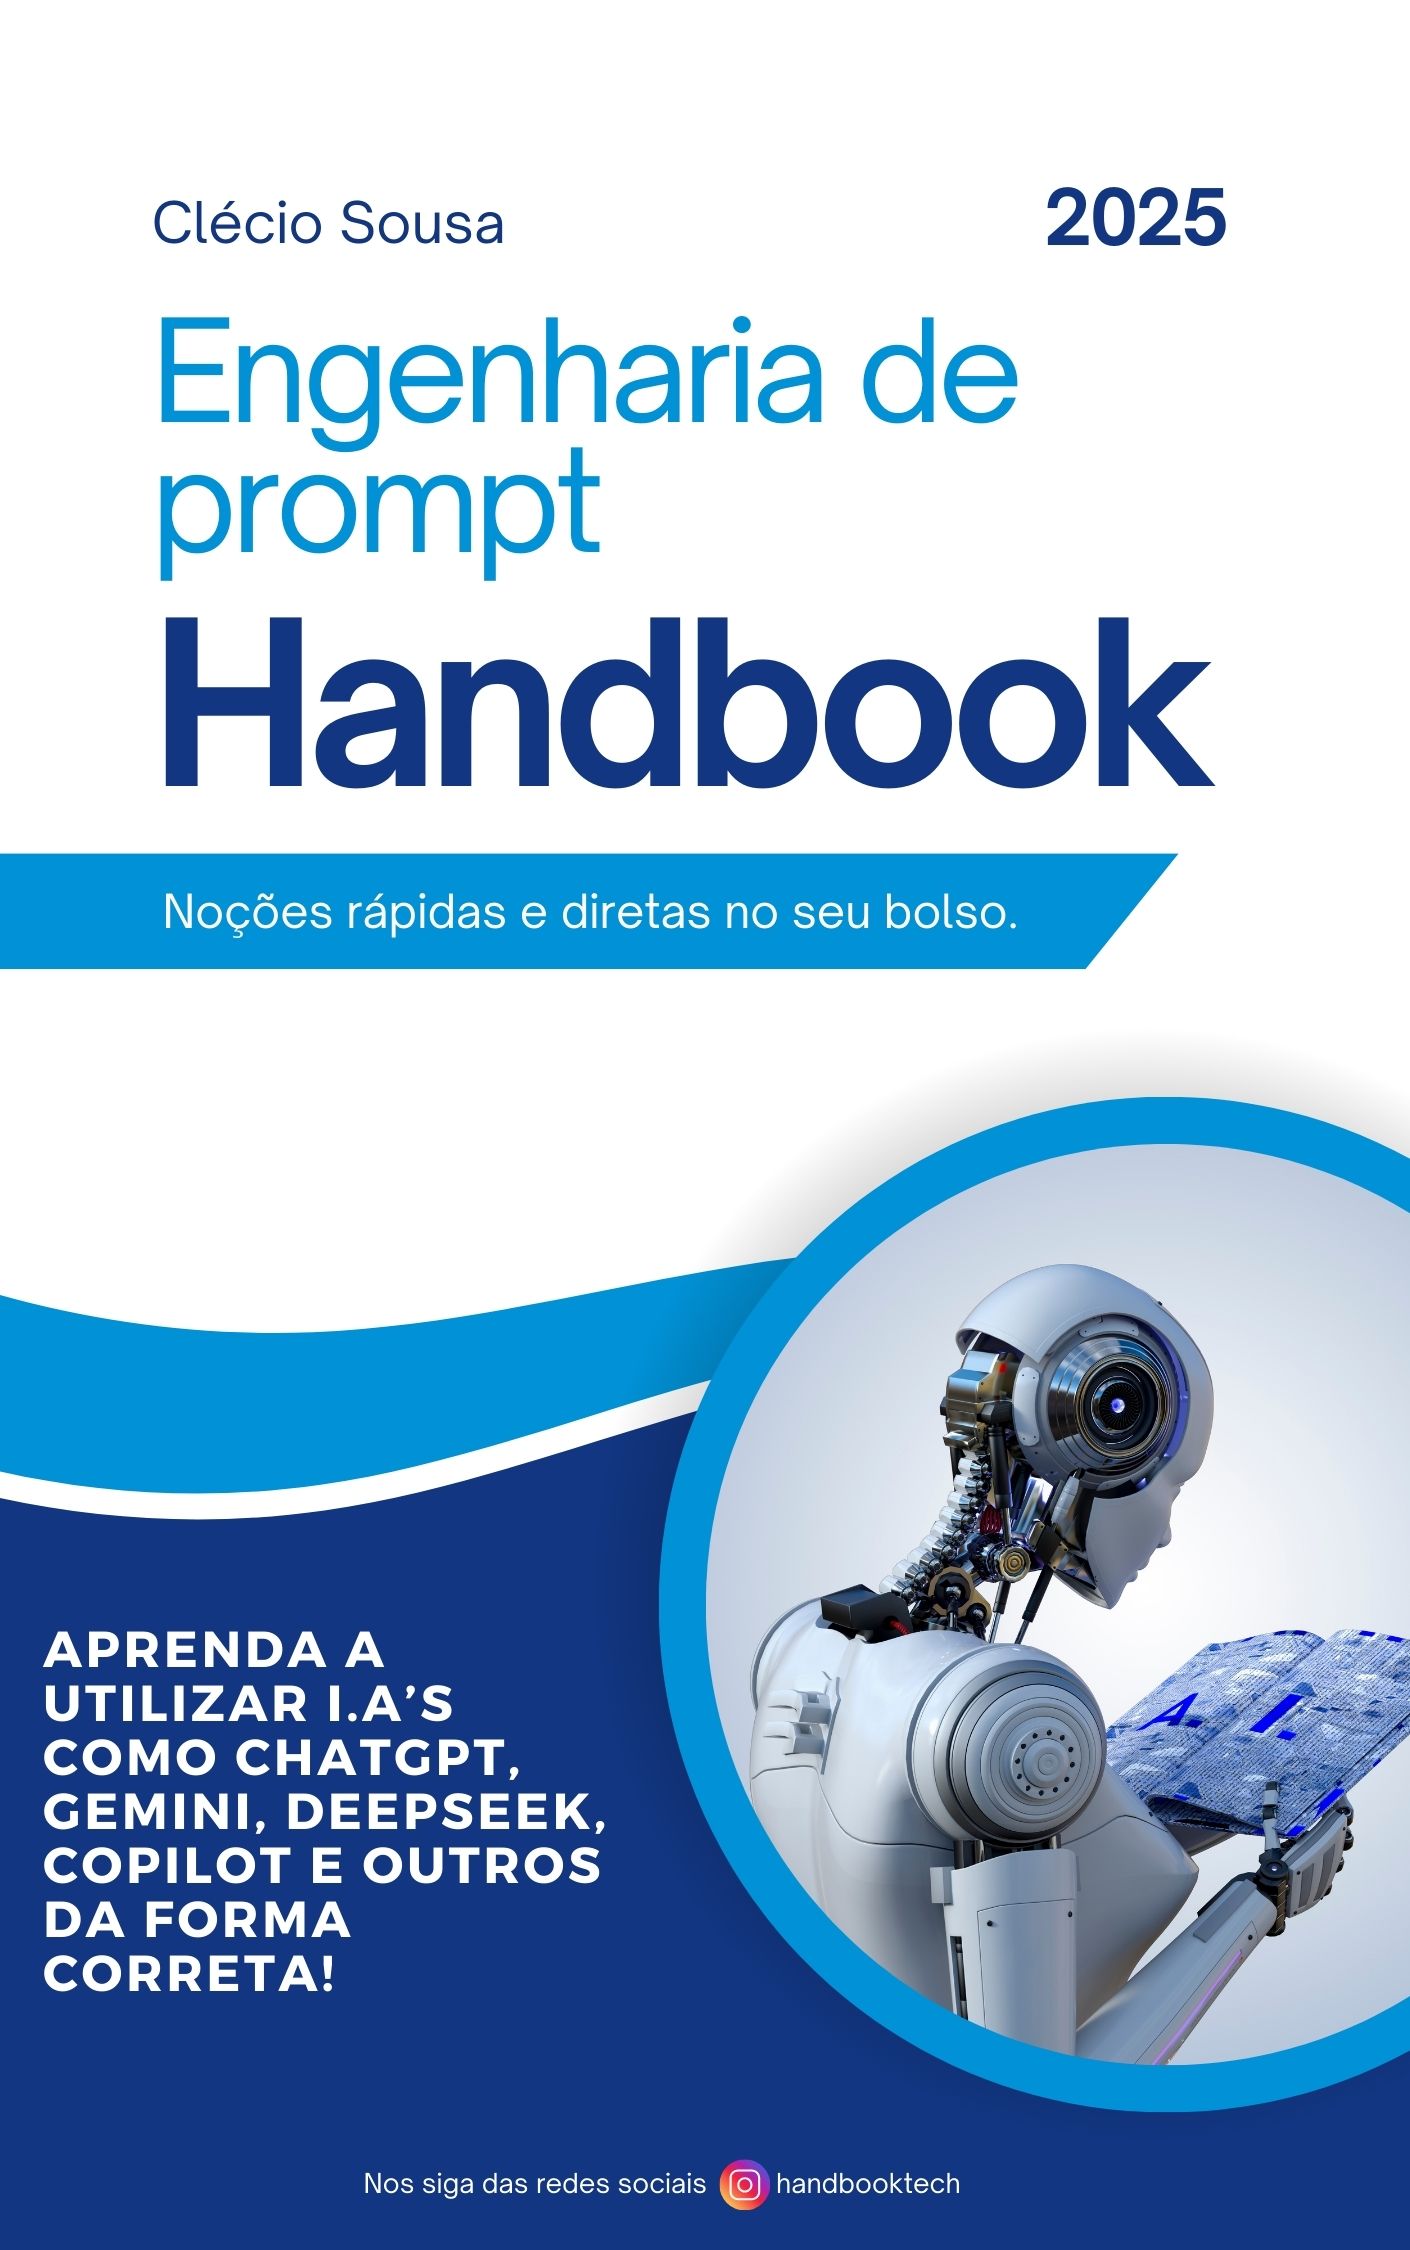 Clécio Sousa
2025
Engenharia de
prompt
Handbook
Noções rápidas e diretas no seu bolso.
A I.
APRENDA A
UTILIZAR I.A’S
COMO CHATGPT,
GEMINI, DEEPSEEK,
COPILOT E OUTROS
DA FORMA
CORRETA!
Nos siga das redes sociais handbooktech